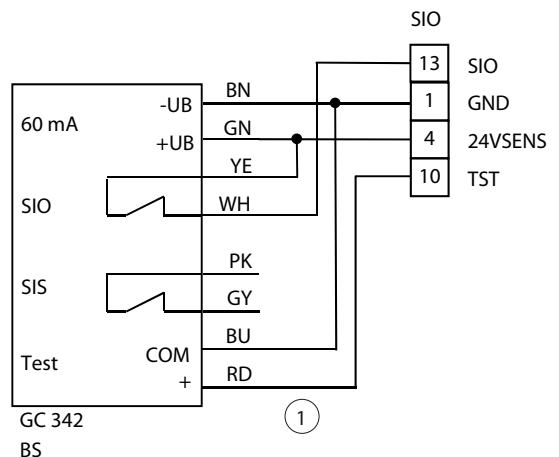 SIO
13 SIO
-UB BN 1 GND
60 mA
+UB GN 4 24VSENS
YE
10 TST
SIO WH
PK
SIS
GY
BU
Test COM
+ RD
1
GC 342
BS